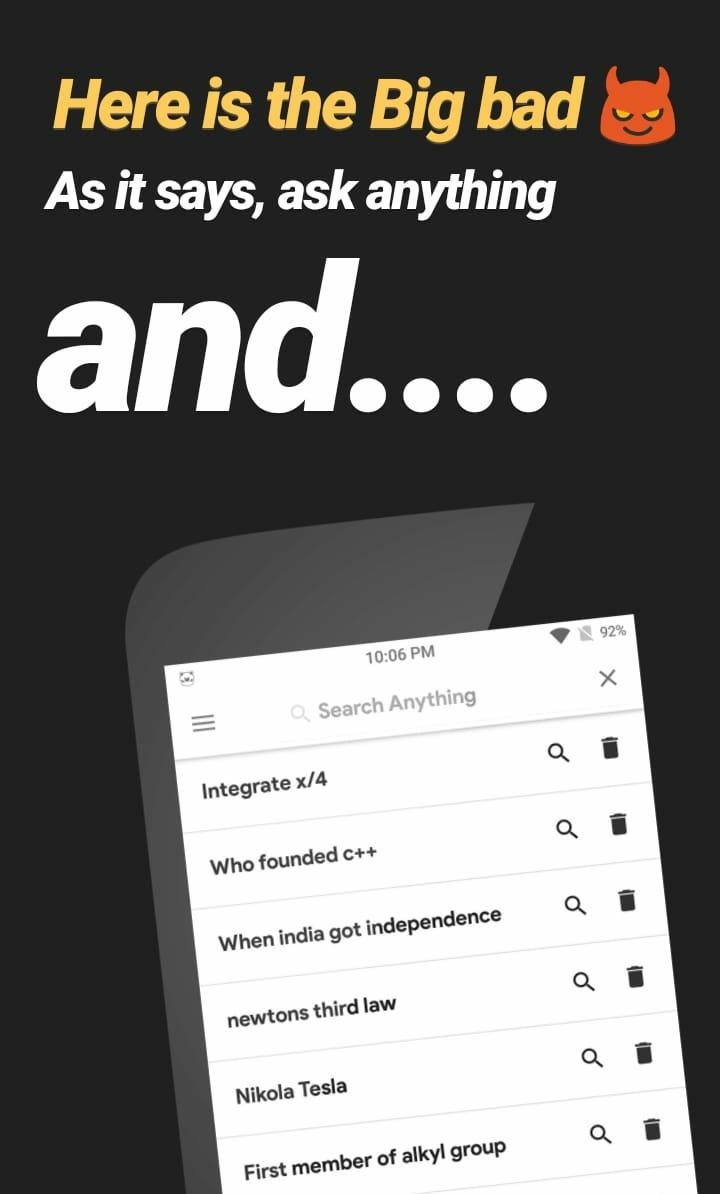 Here is the Big bad
As it says, ask anything
and....
10:06 PM
92%
Search Anything
Integrate x/4
Who founded c++
When india got independence
newtons third law
Nikola Tesla
First member of alkyl group